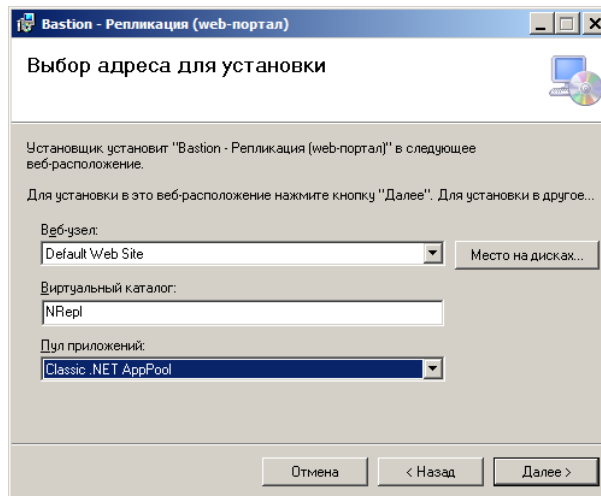 Bastion - Репликация (web-портал)
Выбор адреса для установки
Установщик установит "Bastion - Репликация (web-портал)" в следующее
веб-расположение.
Для установки в это веб-расположение нажмите кнопку "Далее". Для установки в другое...
Веб-узел:
Default Web Site
Место на дисках...
Виртуальный каталог:
NRepl
Пул приложений:
Classic .NET AppPool
Отмена
< Назад
Далее >